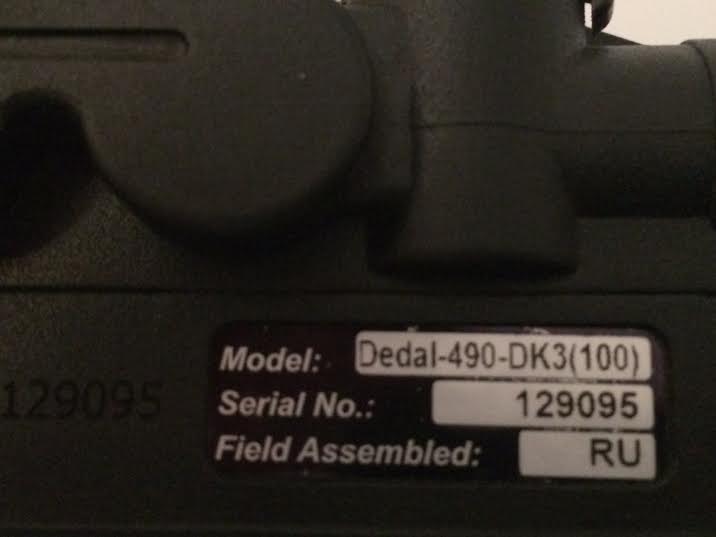 Model: Dedal-490-DK3(100)
129095
Serial No.: 129095
Field Assembled: RU